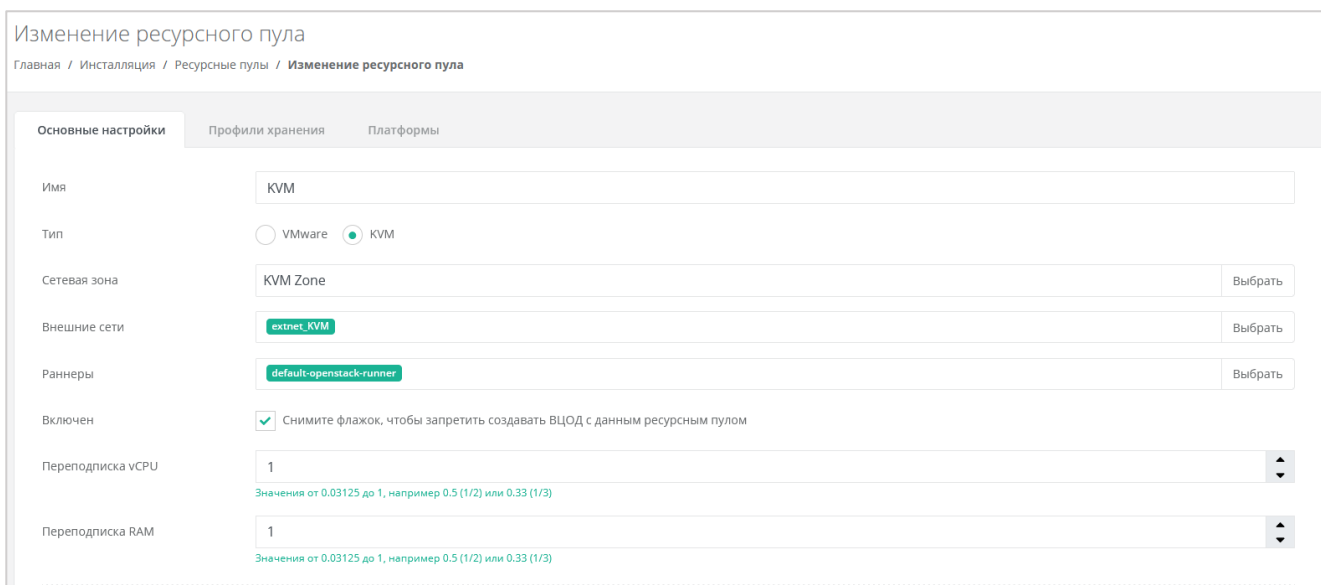 Изменение ресурсного пула
Главная / Инсталляция / Ресурсные пулы / Изменение ресурсного пула
Основные настройки Профили хранения Платформы
Имя KVM
Тип VMware KVM
Сетевая зона KVM Zone Выбрать
Внешние сети extnet_KVM Выбрать
Раннеры default-openstack-runner Выбрать
Включен Снимите флажок, чтобы запретить создавать ВЦОД с данным ресурсным пулом
Переподписка vCPU 1
Значения от 0.03125 до 1, например 0.5 (1/2) или 0.33 (1/3)
Переподписка RAM 1
Значения от 0.03125 до 1, например 0.5 (1/2) или 0.33 (1/3)